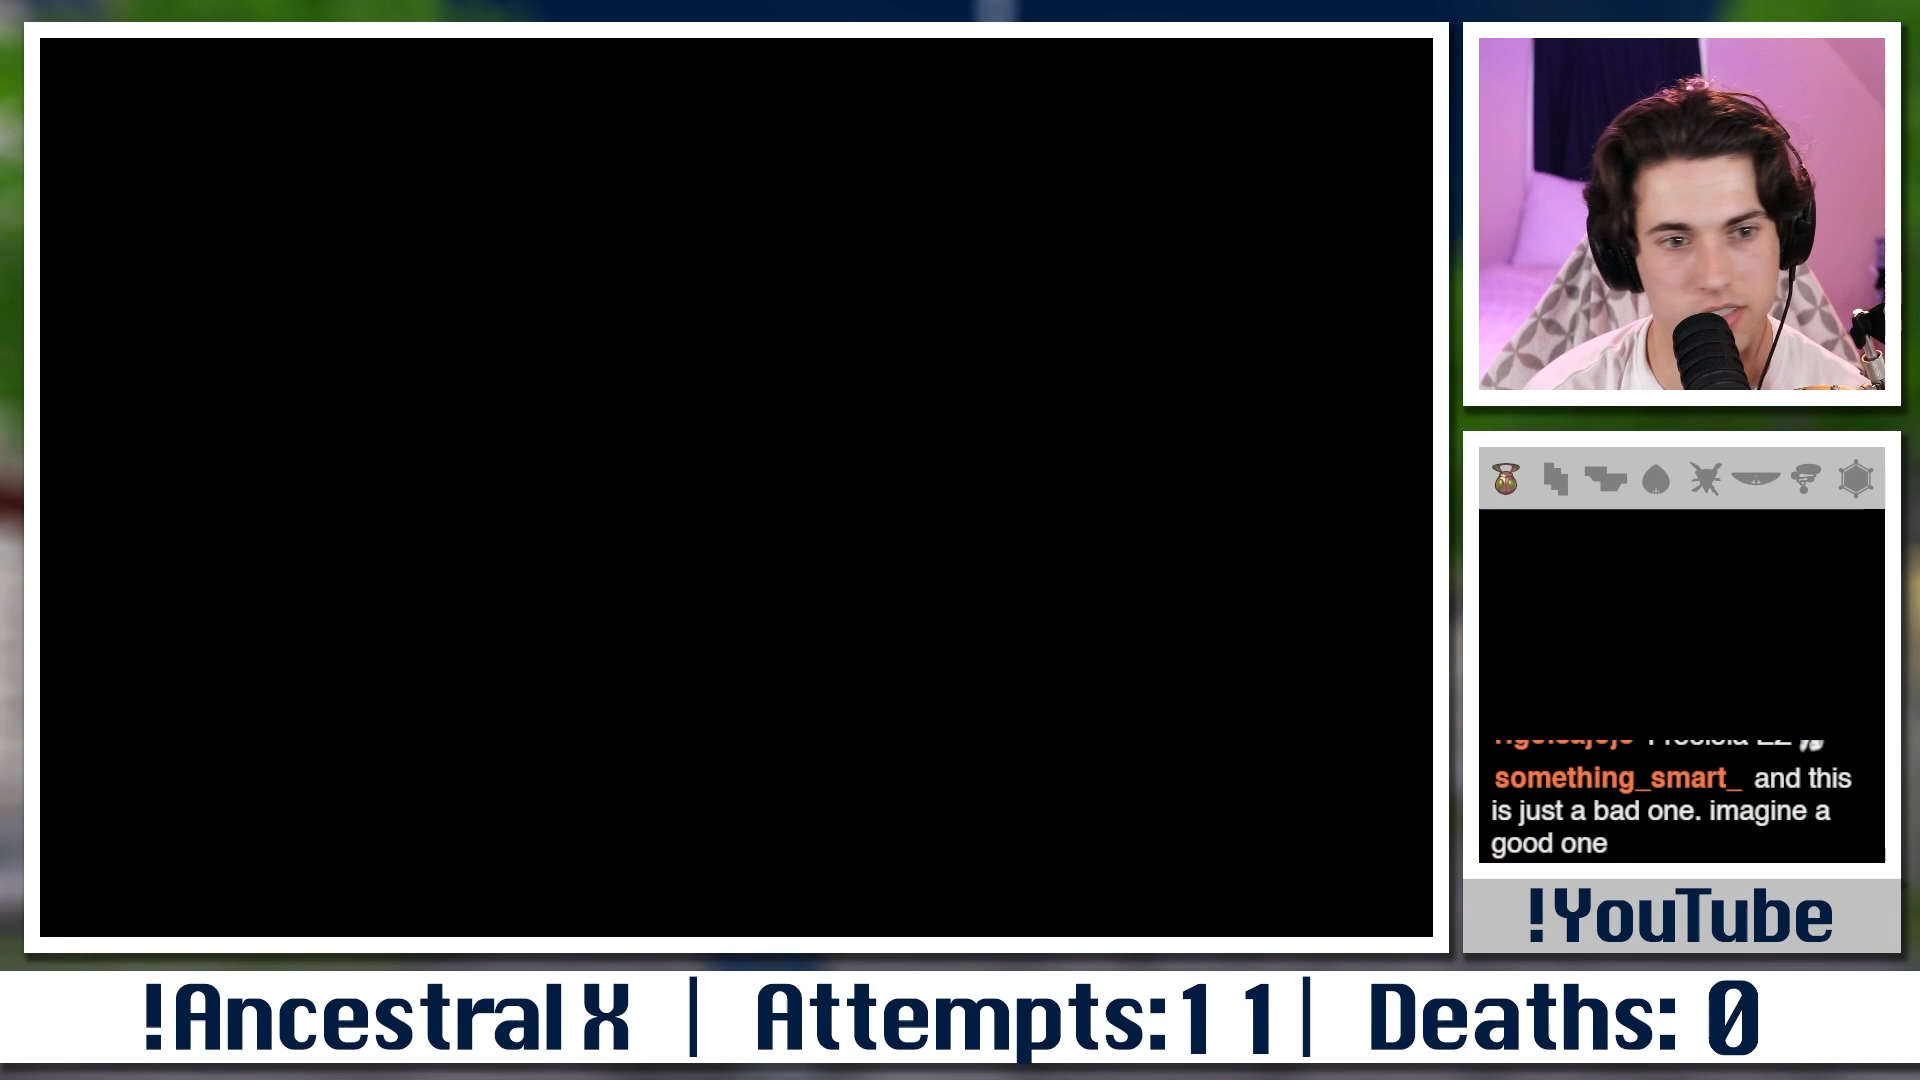 something_smart_ and this
is just a bad one. imagine a
good one
!YouTube
!Ancestral X | Attempts:11| Deaths: 0